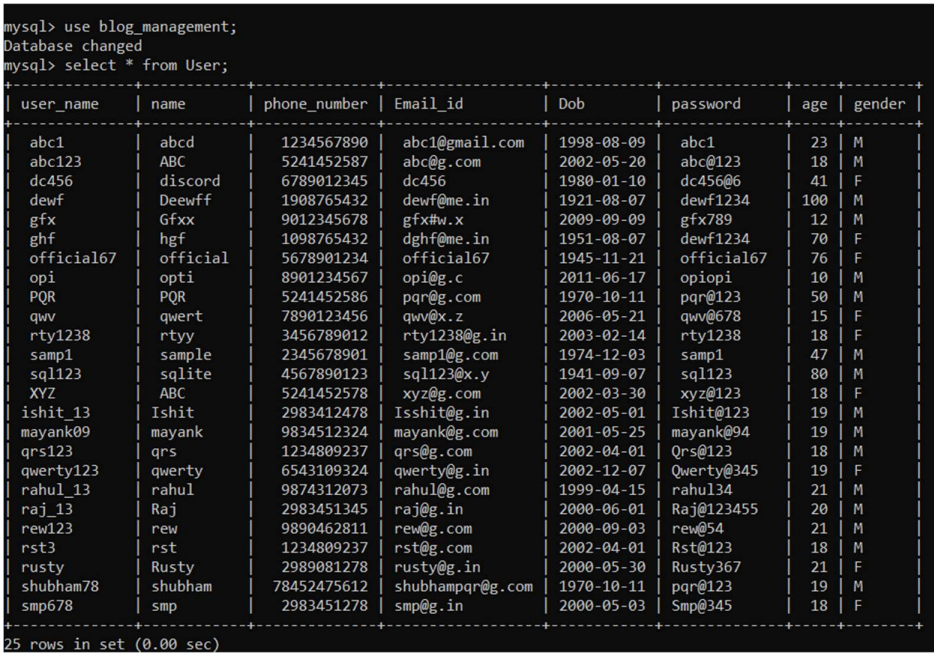 mysql> use blog_management;
Database changed
mysql> select * from User;
+--------------+-----------+--------------+------------------+------------+-------------+------+--------+
| user_name | name | phone_number | Email_id | Dob | password | age | gender |
+--------------+-----------+--------------+------------------+------------+-------------+------+--------+
| abc1 | abcd | 1234567890 | abc1@gmail.com | 1998-08-09 | abc1 | 23 | M |
| abc123 | ABC | 5241452587 | abc@g.com | 2002-05-20 | abc@123 | 18 | M |
| dc456 | discord | 6789012345 | dc456 | 1980-01-10 | dc456@6 | 41 | F |
| dewf | Deewff | 1908765432 | dewf@me.in | 1921-08-07 | dewf1234 | 100 | M |
| gfx | Gfxx | 9012345678 | gfx#w.x | 2009-09-09 | gfx789 | 12 | M |
| ghf | hgf | 1098765432 | dghf@me.in | 1951-08-07 | dewf1234 | 70 | F |
| official67 | official | 5678901234 | official67 | 1945-11-21 | official67 | 76 | F |
| opi | opti | 8901234567 | opi@g.c | 2011-06-17 | opiopi | 10 | M |
| PQR | PQR | 5241452586 | pqr@g.com | 1970-10-11 | pqr@123 | 50 | M |
| qwv | qwert | 7890123456 | qwv@x.z | 2006-05-21 | qwv@678 | 15 | F |
| rty1238 | rtyy | 3456789012 | rty1238@g.in | 2003-02-14 | rty1238 | 18 | F |
| samp1 | sample | 2345678901 | samp1@g.com | 1974-12-03 | samp1 | 47 | M |
| sql123 | sqlite | 4567890123 | sql123@x.y | 1941-09-07 | sql123 | 80 | M |
| XYZ | ABC | 5241452578 | xyz@g.com | 2002-03-30 | xyz@123 | 18 | F |
| ishit_13 | Ishit | 2983412478 | Isshit@g.in | 2002-05-01 | Ishit@123 | 19 | M |
| mayank09 | mayank | 9834512324 | mayank@g.com | 2001-05-25 | mayank@94 | 19 | M |
| qrs123 | qrs | 1234809237 | qrs@g.com | 2002-04-01 | Qrs@123 | 18 | M |
| qwerty123 | qwerty | 6543109324 | qwerty@g.in | 2002-12-07 | Qwerty@345 | 19 | F |
| rahul_13 | rahul | 9874312073 | rahul@g.com | 1999-04-15 | rahul34 | 21 | M |
| raj_13 | Raj | 2983451345 | raj@g.in | 2000-06-01 | Raj@123455 | 20 | M |
| rew123 | rew | 9890462811 | rew@g.com | 2000-09-03 | rew@54 | 21 | M |
| rst3 | rst | 1234809237 | rst@g.com | 2002-04-01 | Rst@123 | 18 | M |
| rusty | Rusty | 2989081278 | rusty@g.in | 2000-05-30 | Rusty367 | 21 | F |
| shubham78 | shubham | 78452475612 | shubhampqr@g.com | 1970-10-11 | pqr@123 | 19 | M |
| smp678 | smp | 2983451278 | smp@g.in | 2000-05-03 | Smp@345 | 18 | F |
+--------------+-----------+--------------+------------------+------------+-------------+------+--------+
25 rows in set (0.00 sec)